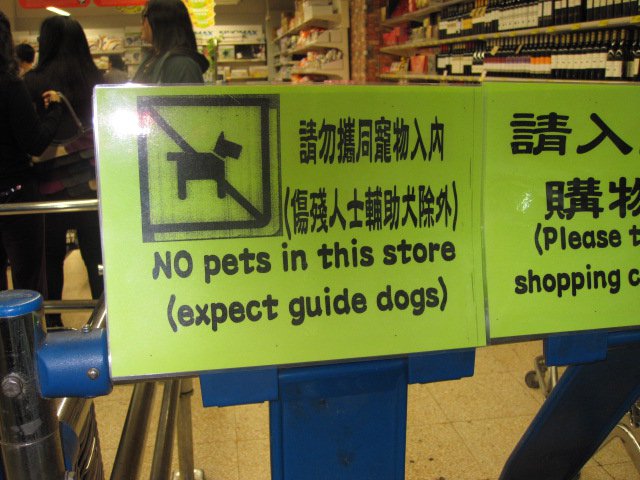 請勿攜同寵物入內
(傷殘人士輔助犬除外)
NO pets in this store
(expect guide dogs)
請入
購物
(Please
shopping